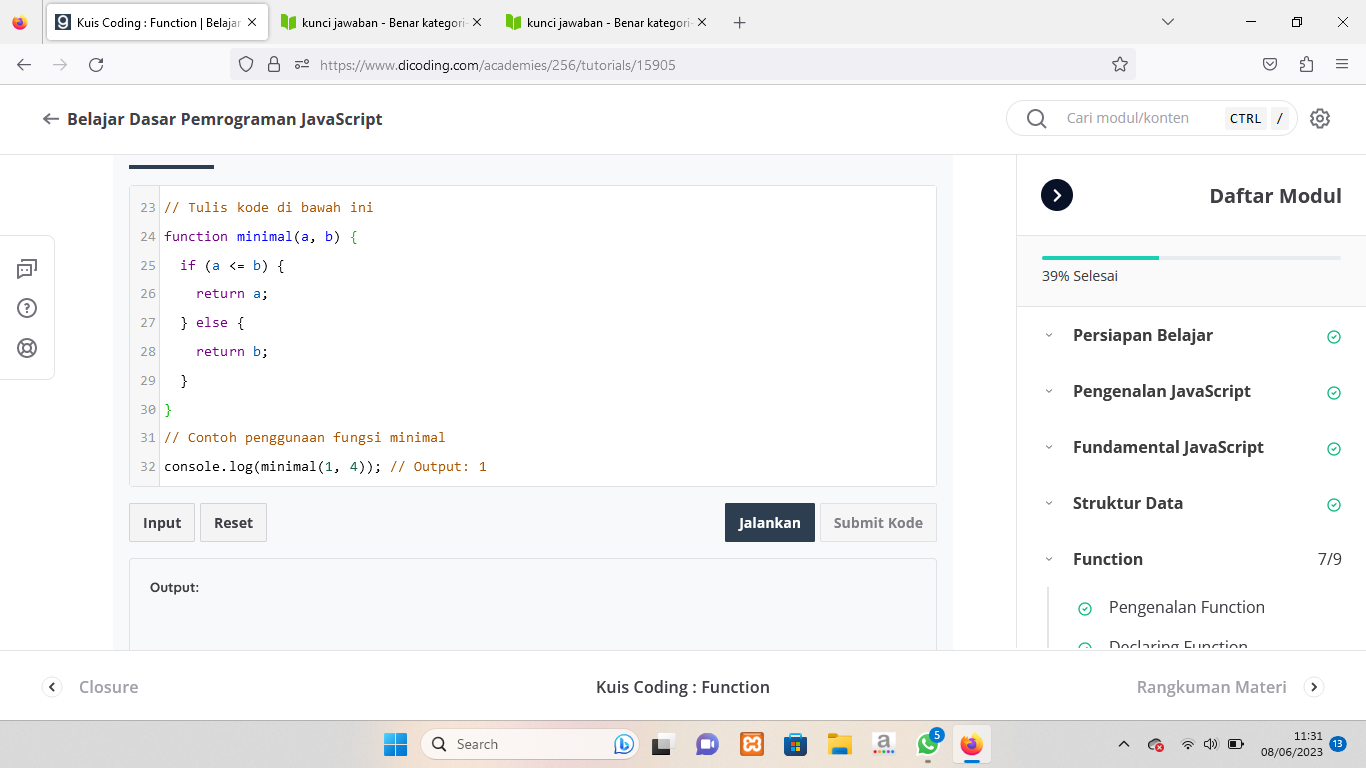 Kuis Coding : Function | Belajar
kunci jawaban - Benar kategori-
kunci jawaban - Benar kategori-
https://www.dicoding.com/academies/256/tutorials/15905
Belajar Dasar Pemrograman JavaScript
Cari modul/konten
CTRL /
23 // Tulis kode di bawah ini
24 function minimal(a, b) {
25 if (a <= b) {
26 return a;
27 } else {
28 return b;
29 }
30 }
31 // Contoh penggunaan fungsi minimal
32 console.log(minimal(1, 4)); // Output: 1
Input
Reset
Jalankan
Submit Kode
Output:
Daftar Modul
39% Selesai
Persiapan Belajar
Pengenalan JavaScript
Fundamental JavaScript
Struktur Data
Function 7/9
Pengenalan Function
Declaring Function
Closure
Kuis Coding : Function
Rangkuman Materi
Search
5
11:31
08/06/2023
13